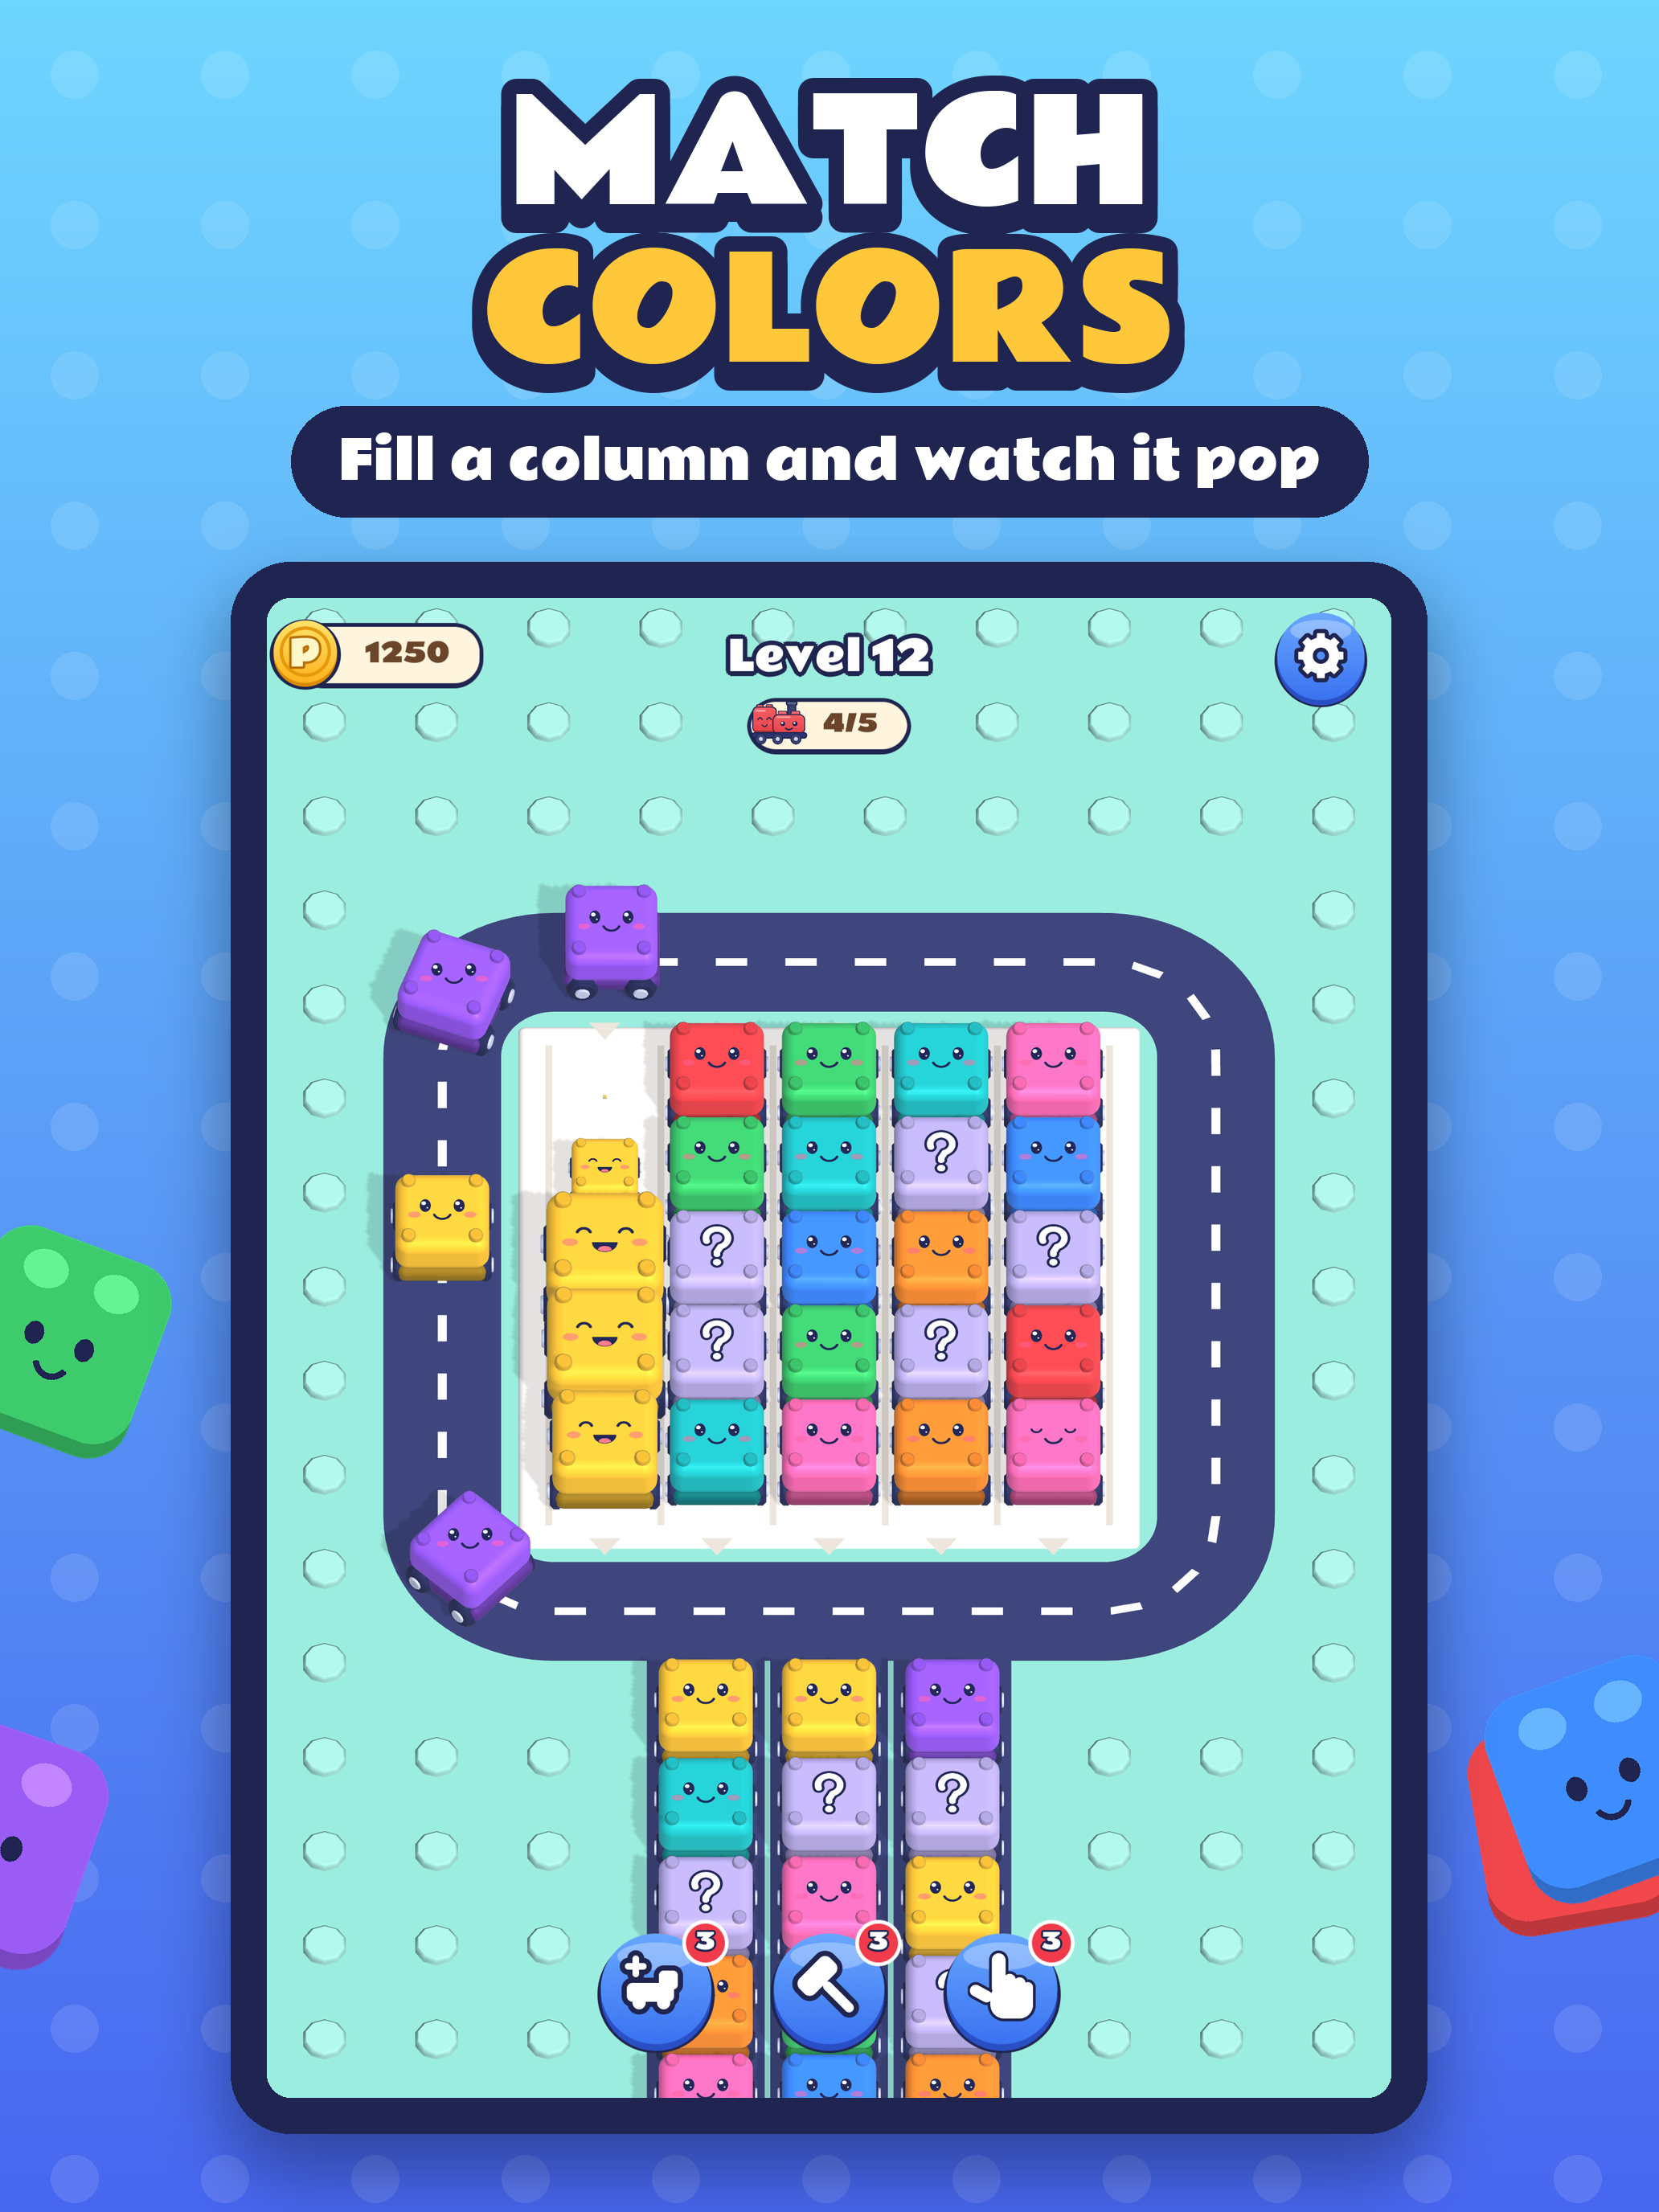 MATCH
COLORS
Fill a column and watch it pop
P 1250
Level 12
4/5
?
? ?
? ?
? ?
?
3 3 3